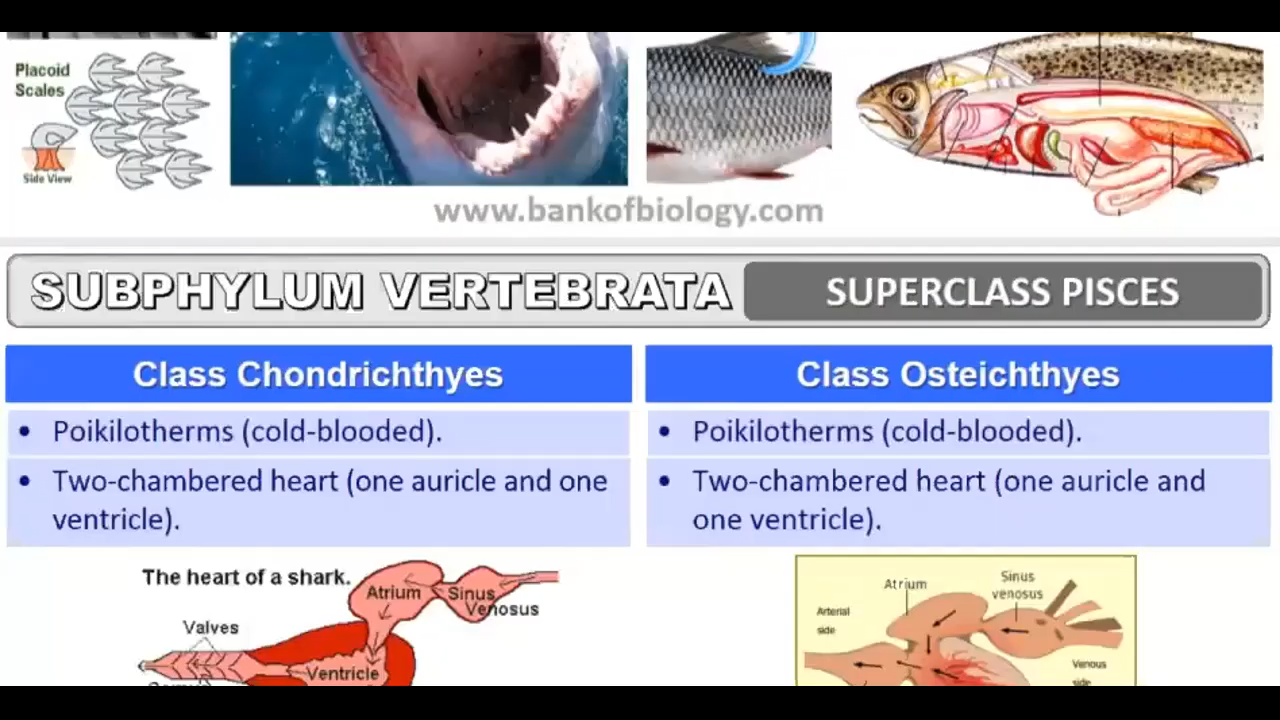 Placoid
Scales
Side View
www.bankofbiology.com
SUBPHYLUM VERTEBRATA
SUPERCLASS PISCES
Class Chondrichthyes
Class Osteichthyes
• Poikilotherms (cold-blooded).
• Poikilotherms (cold-blooded).
• Two-chambered heart (one auricle and one
ventricle).
• Two-chambered heart (one auricle and
one ventricle).
The heart of a shark.
Atrium
Sinus
Venosus
Valves
Ventricle
Atrium
Sinus
venosus
Arterial
side
Venous
side